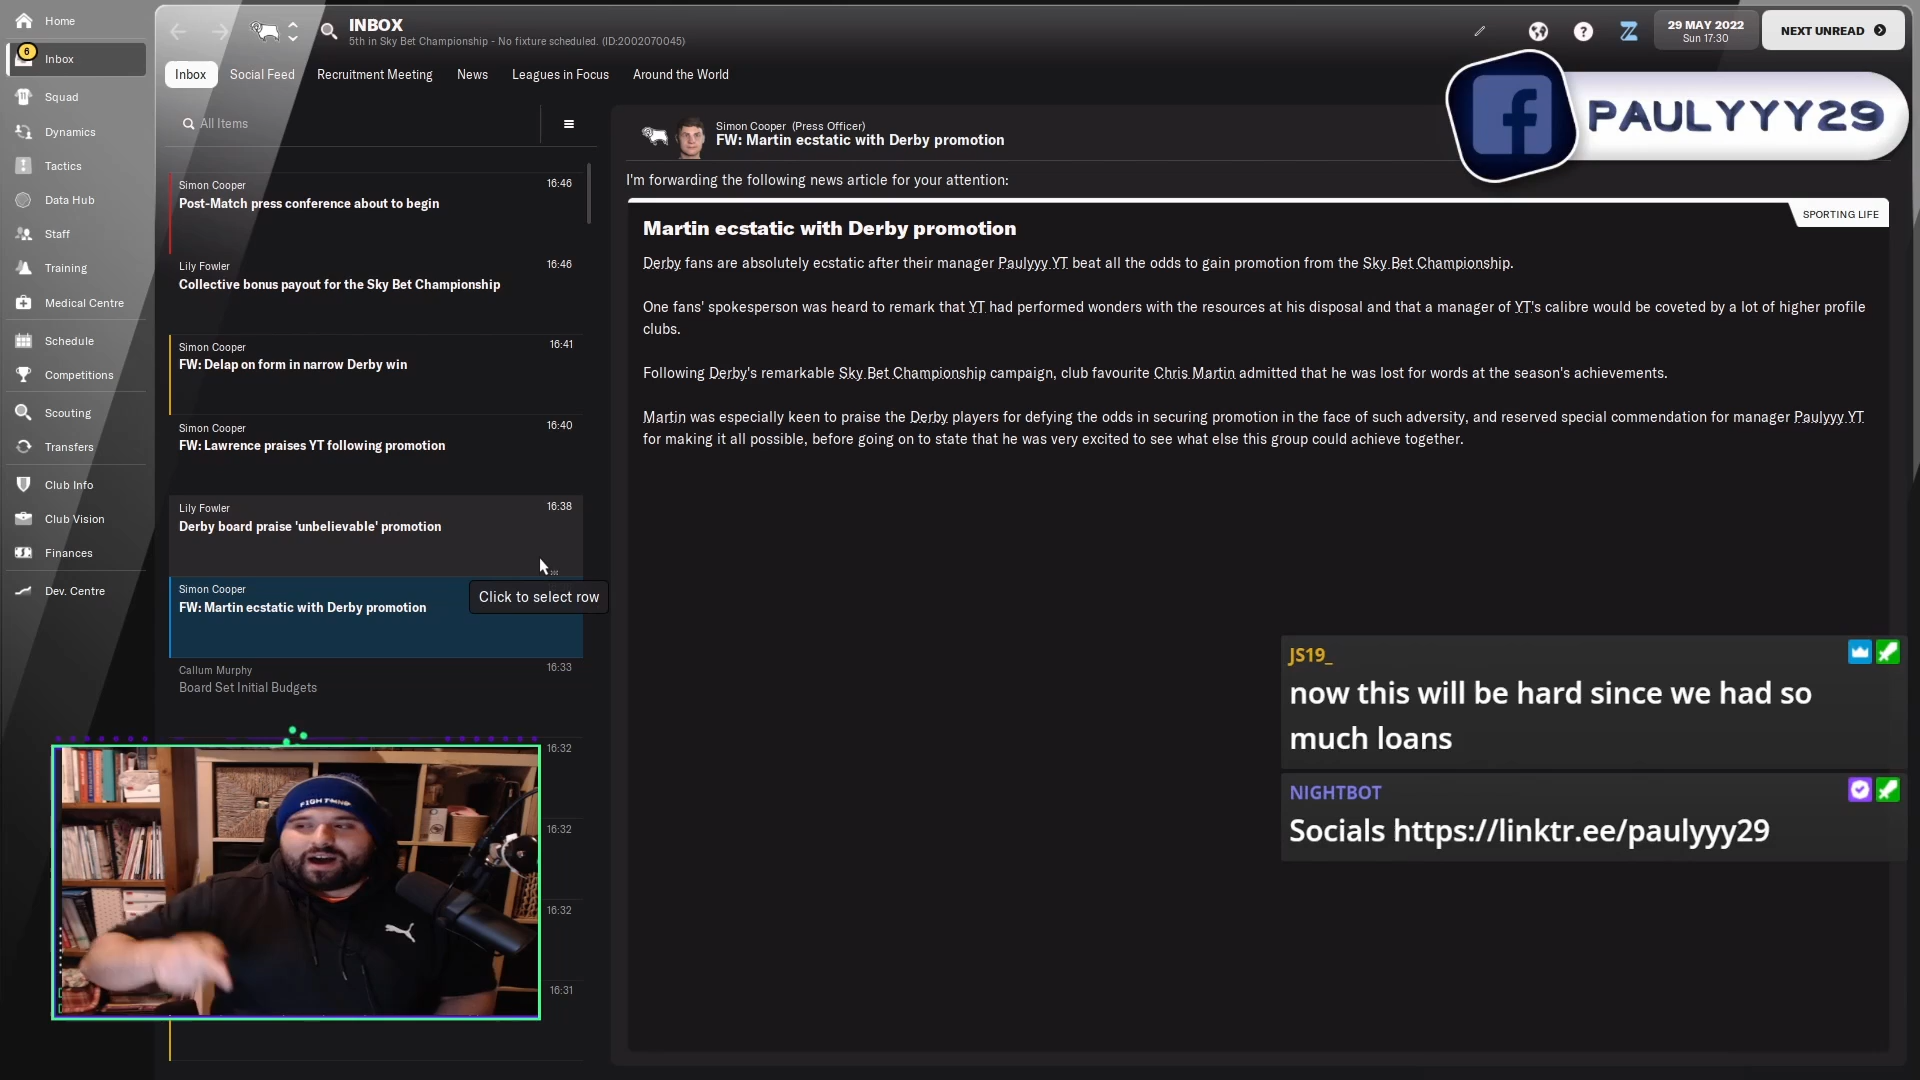 Home
6
Inbox
Squad
Dynamics
Tactics
Data Hub
Staff
Training
Medical Centre
Schedule
Competitions
Scouting
Transfers
Club Info
Club Vision
Finances
Dev. Centre
INBOX
5th in Sky Bet Championship - No fixture scheduled. (ID:2002070045)
29 MAY 2022
Sun 17:30
NEXT UNREAD
Inbox
Social Feed
Recruitment Meeting
News
Leagues in Focus
Around the World
PAULYYY29
All Items
Simon Cooper
16:46
Post-Match press conference about to begin
Lily Fowler
16:46
Collective bonus payout for the Sky Bet Championship
Simon Cooper
16:41
FW: Delap on form in narrow Derby win
Simon Cooper
16:40
FW: Lawrence praises YT following promotion
Lily Fowler
16:38
Derby board praise 'unbelievable' promotion
Simon Cooper
FW: Martin ecstatic with Derby promotion
Click to select row
Callum Murphy
16:33
Board Set Initial Budgets
16:32
16:32
16:32
16:31
Simon Cooper (Press Officer)
FW: Martin ecstatic with Derby promotion
I'm forwarding the following news article for your attention:
SPORTING LIFE
Martin ecstatic with Derby promotion
Derby fans are absolutely ecstatic after their manager Paulyyy YT beat all the odds to gain promotion from the Sky Bet Championship.
One fans' spokesperson was heard to remark that YT had performed wonders with the resources at his disposal and that a manager of YT's calibre would be coveted by a lot of higher profile
clubs.
Following Derby's remarkable Sky Bet Championship campaign, club favourite Chris Martin admitted that he was lost for words at the season's achievements.
Martin was especially keen to praise the Derby players for defying the odds in securing promotion in the face of such adversity, and reserved special commendation for manager Paulyyy YT
for making it all possible, before going on to state that he was very excited to see what else this group could achieve together.
JS19_
now this will be hard since we had so
much loans
NIGHTBOT
Socials https://linktr.ee/paulyyy29